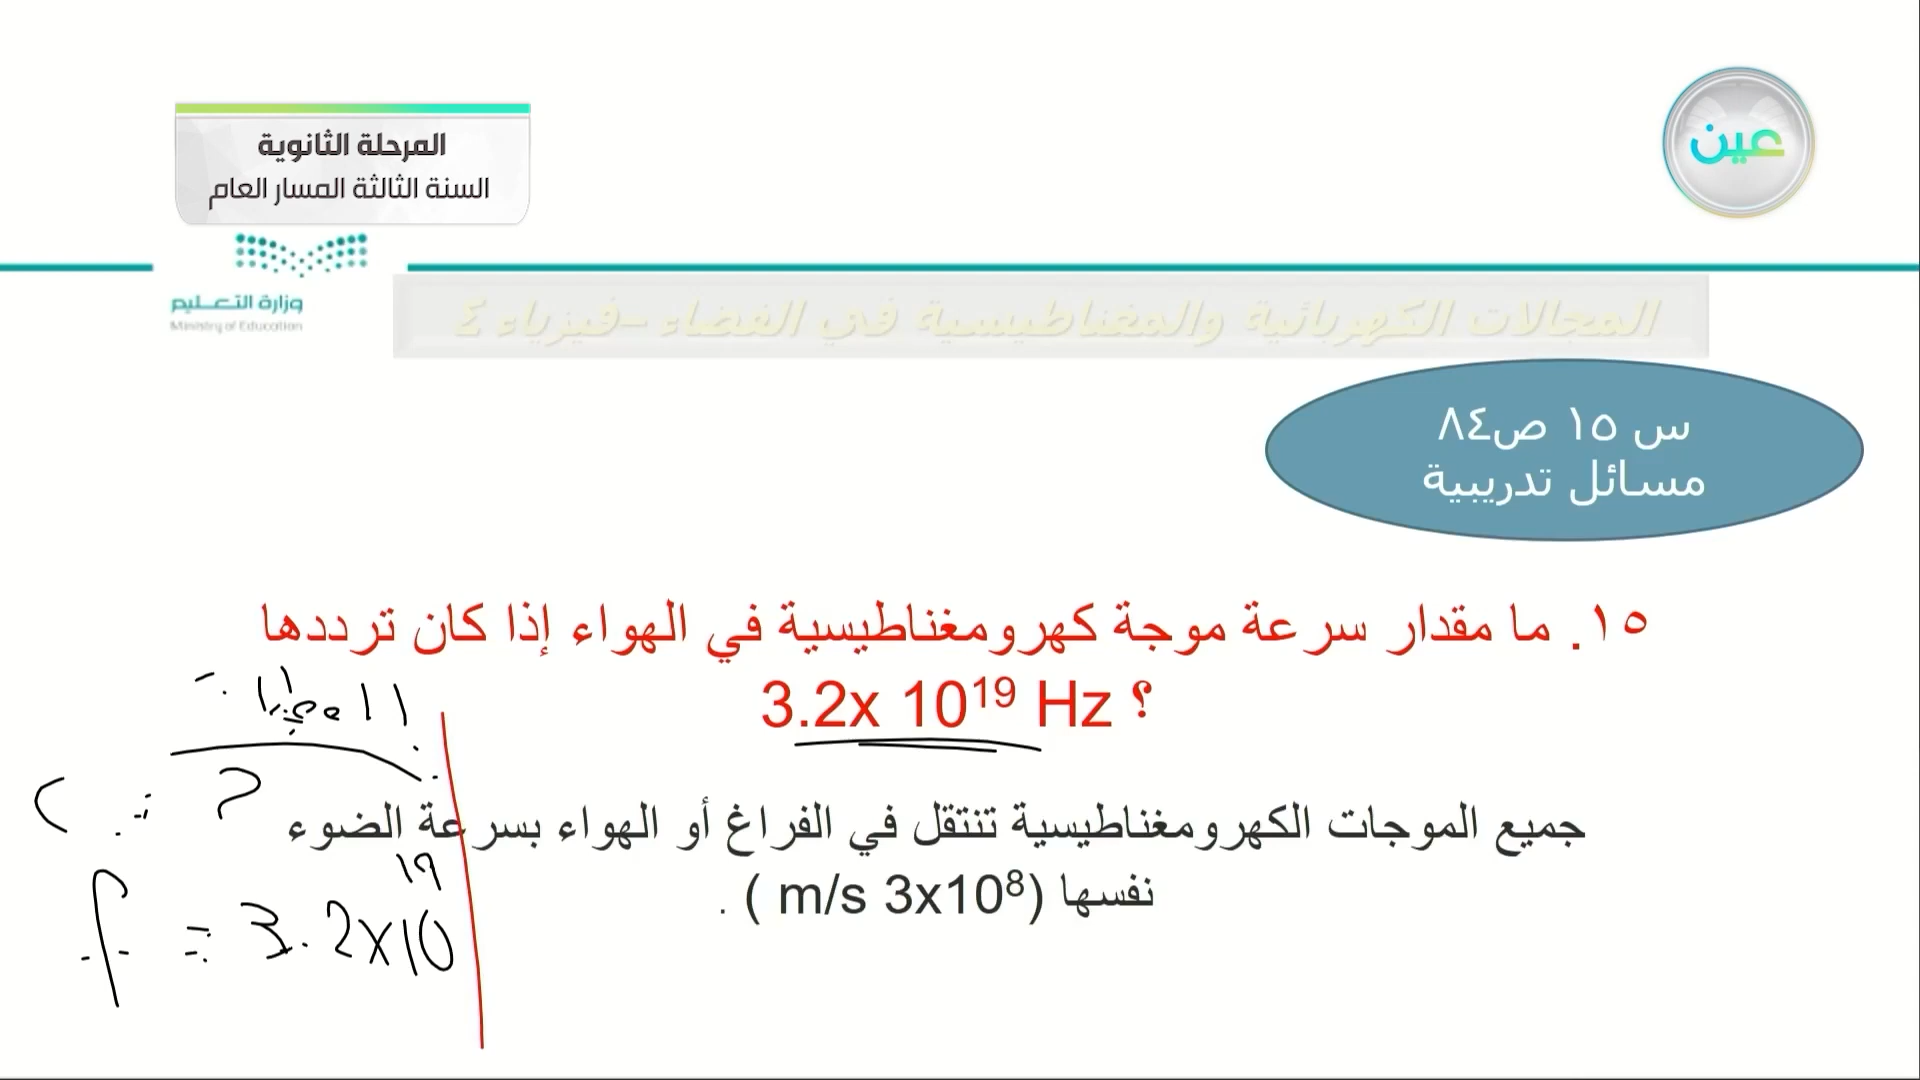 المرحلة الثانوية
السنة الثالثة المسار العام
عين
وزارة التعليم
Ministry of Education
المجالات الكهربائية والمغناطيسية في الفضاء -فيزياء ٤
س ١٥ ص٨٤
مسائل تدريبية
١٥. ما مقدار سرعة موجة كهرومغناطيسية في الهواء إذا كان ترددها
3.2x 10¹⁹ Hz ؟
جميع الموجات الكهرومغناطيسية تنتقل في الفراغ أو الهواء بسرعة الضوء
نفسها (m/s 3x10⁸ ) .
المعطيات
C = ?
f = 3.2x10¹⁹